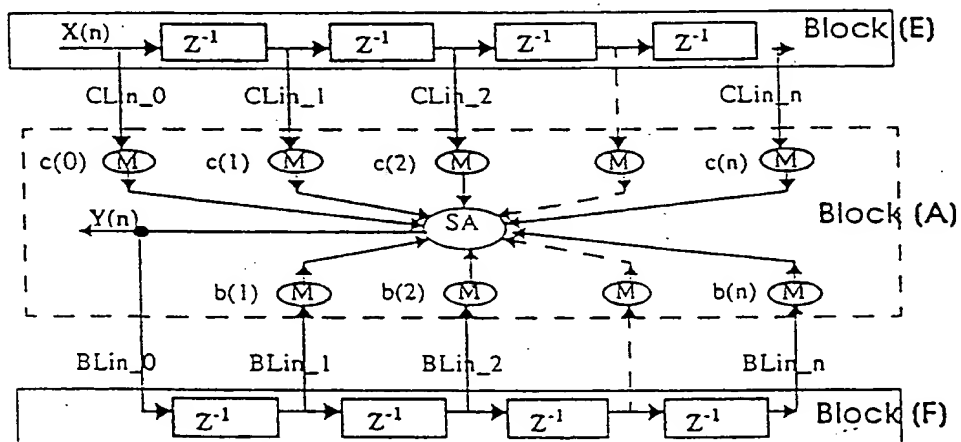 X(n) Z-1 Z-1 Z-1 Z-1 Block (E)
CLin_0 CLin_1 CLin_2 CLin_n
c(0) M c(1) M c(2) M M c(n) M
Y(n) SA Block (A)
b(1) M b(2) M M b(n) M
BLin_0 BLin_1 BLin_2 BLin_n
Z-1 Z-1 Z-1 Z-1 Block (F)